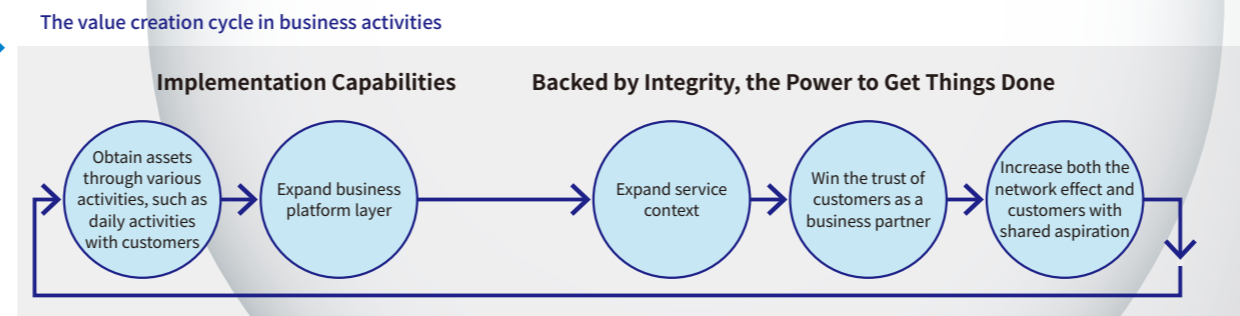 The value creation cycle in business activities
Implementation Capabilities
Backed by Integrity, the Power to Get Things Done
Obtain assets
through various
activities, such as
daily activities
with customers
Expand business
platform layer
Expand service
context
Win the trust of
customers as a
business partner
Increase both the
network effect and
customers with
shared aspiration